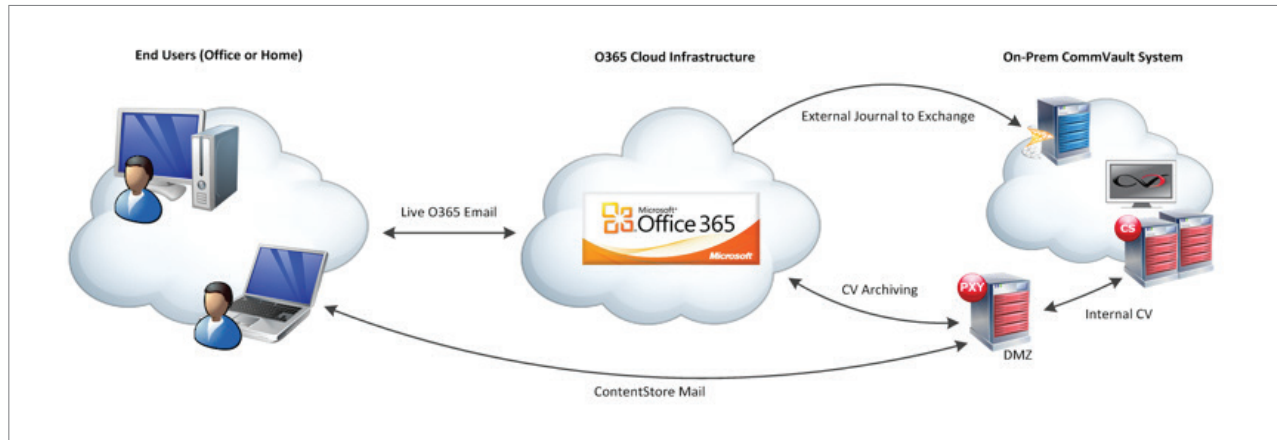 End Users (Office or Home)
O365 Cloud Infrastructure
On-Prem CommVault System
External Journal to Exchange
Live O365 Email
Microsoft®
Office 365
Microsoft
CV
CS
CV Archiving
PXY
Internal CV
DMZ
ContentStore Mail